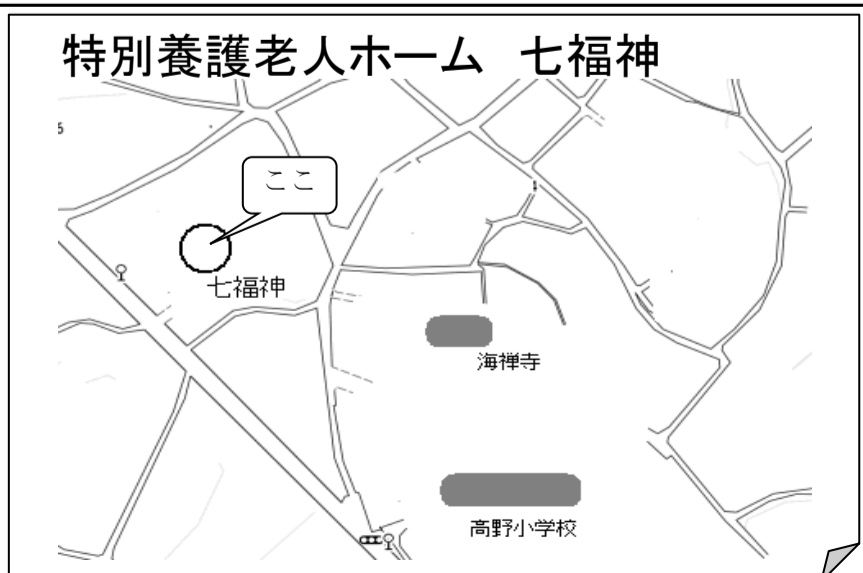 特別養護老人ホーム　七福神
ここ
七福神
海禅寺
高野小学校